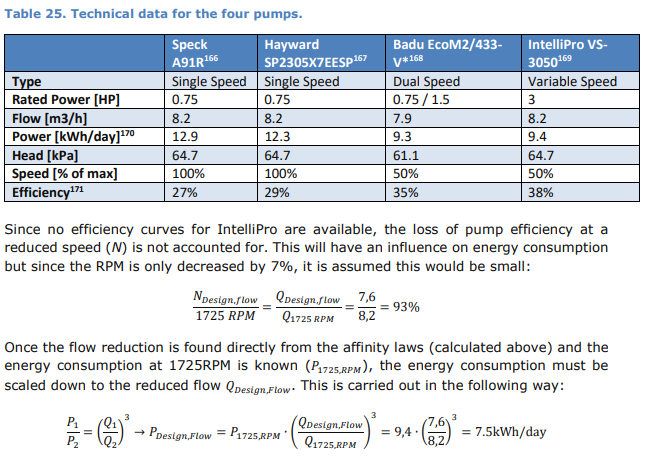 Table 25. Technical data for the four pumps.
Speck A91R¹⁶⁶ Hayward SP2305X7EESP¹⁶⁷ Badu EcoM2/433-V*¹⁶⁸ IntelliPro VS-3050¹⁶⁹
Type Single Speed Single Speed Dual Speed Variable Speed
Rated Power [HP] 0.75 0.75 0.75 / 1.5 3
Flow [m3/h] 8.2 8.2 7.9 8.2
Power [kWh/day]¹⁷⁰ 12.9 12.3 9.3 9.4
Head [kPa] 64.7 64.7 61.1 64.7
Speed [% of max] 100% 100% 50% 50%
Efficiency¹⁷¹ 27% 29% 35% 38%
Since no efficiency curves for IntelliPro are available, the loss of pump efficiency at a
reduced speed (N) is not accounted for. This will have an influence on energy consumption
but since the RPM is only decreased by 7%, it is assumed this would be small:
N_Design,flow / 1725 RPM = Q_Design,flow / Q_1725 RPM = 7,6 / 8,2 = 93%
Once the flow reduction is found directly from the affinity laws (calculated above) and the
energy consumption at 1725RPM is known (P_1725,RPM), the energy consumption must be
scaled down to the reduced flow Q_Design,Flow. This is carried out in the following way:
P₁ / P₂ = (Q₁ / Q₂)³ → P_Design,Flow = P_1725,RPM · (Q_Design,Flow / Q_1725,RPM)³ = 9,4 · (7,6 / 8,2)³ = 7.5kWh/day